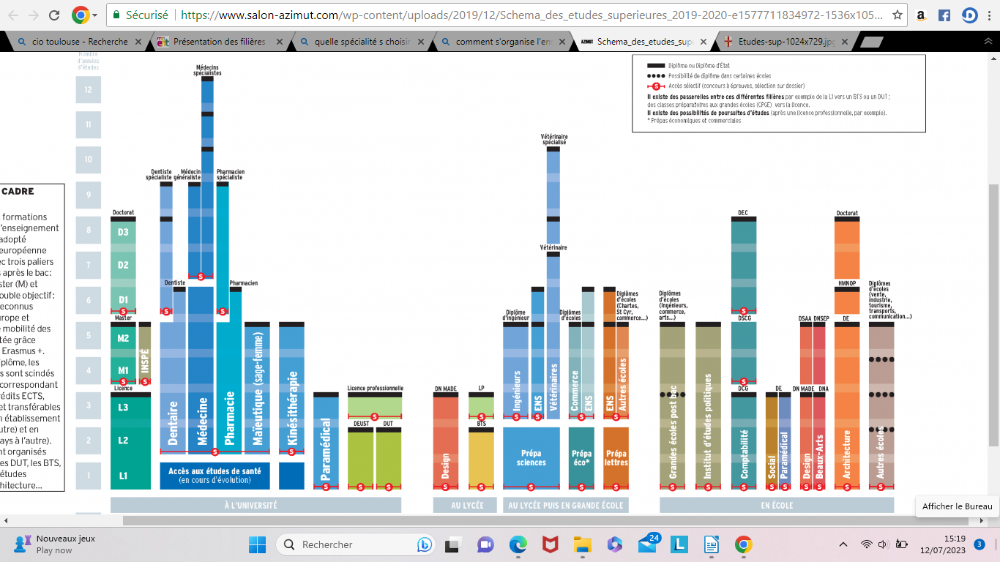 Sécurisé
https://www.salon-azimut.com/wp-content/uploads/2019/12/Schema_des_etudes_superieures_2019-2020-e1577711834972-1536x105...
cio toulouse - Recherche
Présentation des filières
quelle spécialité s choisir
comment s'organise l'en
AZIMUT Schema_des_etudes_sup
Etudes-sup-1024x729.jpg
Nombre
d'années
d'études
12
11
10
9
8
7
6
5
4
3
2
1
Diplôme ou Diplôme d'État
Possibilité de diplôme dans certaines écoles
S Accès sélectif (concours à épreuves, sélection sur dossier)
Il existe des passerelles entre ces différentes filières par exemple de la L1 vers un BTS ou un DUT ;
des classes préparatoires aux grandes écoles (CPGE) vers la licence.
Il existe des possibilités de poursuites d'études (après une licence professionnelle, par exemple).
* Prépas économiques et commerciales
CADRE
formations
'enseignement
adopté
européenne
ec trois paliers
s après le bac:
ster (M) et
ouble objectif:
reconnus
urope et
mobilité des
tée grâce
Erasmus +.
iplôme, les
s sont scindés
correspondant
rédits ECTS,
et transférables
n établissement
utre) et en
pays à l'autre).
nt organisés
es DUT, les BTS,
études
hitecture...
Doctorat
D3
D2
D1
Master
M2
M1
INSPÉ
Licence
L3
L2
L1
Médecins
spécialistes
Dentiste
spécialiste
Médecin
généraliste
Pharmacien
spécialiste
Dentiste
Pharmacien
Dentaire
Médecine
Pharmacie
Maïeutique (sage-femme)
Kinésithérapie
Accès aux études de santé
(en cours d'évolution)
Paramédical
Licence professionnelle
DEUST
DUT
À L'UNIVERSITÉ
DN MADE
Design
LP
BTS
AU LYCÉE
Vétérinaire
spécialisé
Vétérinaire
Diplôme
d'ingénieur
Diplômes
d'écoles
Diplômes
d'écoles
(Chartes,
St Cyr,
commerce...)
Ingénieurs
ENS
Vétérinaires
Commerce
ENS
ENS
Autres écoles
Prépa
sciences
Prépa
éco*
Prépa
lettres
AU LYCÉE PUIS EN GRANDE ÉCOLE
Diplômes
d'écoles
(Ingénieurs,
commerce,
arts...)
Grandes écoles post bac
Institut d'études politiques
DEC
DSCG
DCG
Comptabilité
DE
Social
Paramédical
DSAA
DNSEP
DN MADE
DNA
Design
Beaux-Arts
Doctorat
HMNOP
DE
Architecture
Diplômes
d'écoles
(vente,
industrie,
tourisme,
transports,
communication...)
Autres écoles
EN ÉCOLE
Afficher le Bureau
Nouveaux jeux
Play now
Rechercher
24
15:19
12/07/2023
3